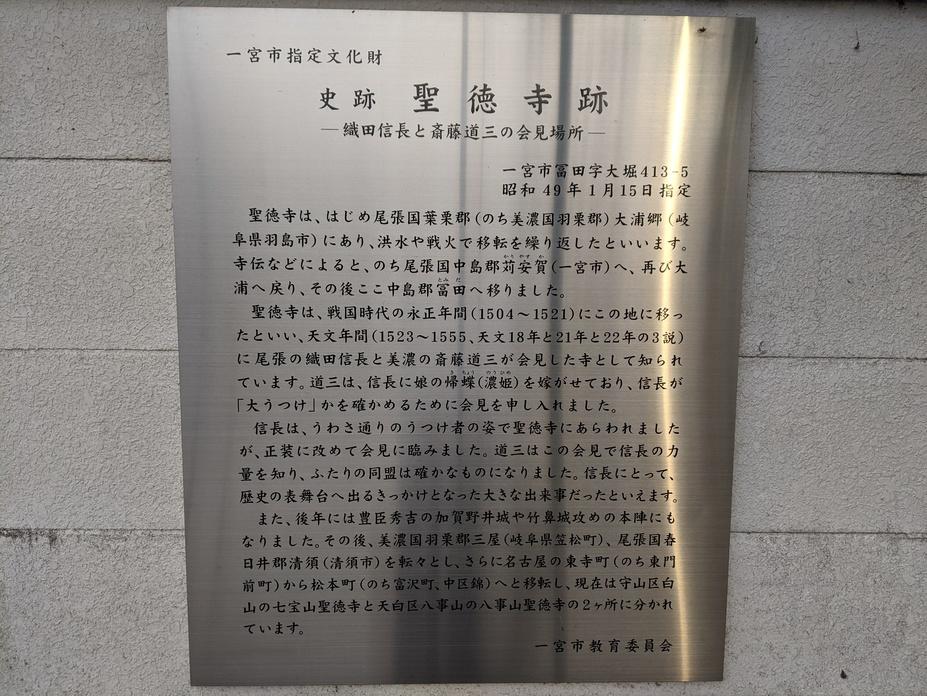 一宮市指定文化財
史跡 聖徳寺跡
―織田信長と斎藤道三の会見場所―
一宮市冨田字大堀413-5
昭和49年1月15日指定
聖徳寺は、はじめ尾張国葉栗郡(のち美濃国羽栗郡)大浦郷(岐
阜県羽島市)にあり、洪水や戦火で移転を繰り返したといいます。
かりやすか
寺伝などによると、のち尾張国中島郡苅安賀(一宮市)へ、再び大
とみだ
浦へ戻り、その後ここ中島郡冨田へ移りました。
聖徳寺は、戦国時代の永正年間(1504～1521)にこの地に移っ
たといい、天文年間(1523～1555、天文18年と21年と22年の3説)
に尾張の織田信長と美濃の斎藤道三が会見した寺として知られ
きちょう のうひめ
ています。道三は、信長に娘の帰蝶(濃姫)を嫁がせており、信長が
「大うつけ」かを確かめるために会見を申し入れました。
信長は、うわさ通りのうつけ者の姿で聖徳寺にあらわれました
が、正装に改めて会見に臨みました。道三はこの会見で信長の力
量を知り、ふたりの同盟は確かなものになりました。信長にとって、
歴史の表舞台へ出るきっかけとなった大きな出来事だったといえます。
また、後年には豊臣秀吉の加賀野井城や竹鼻城攻めの本陣にも
なりました。その後、美濃国羽栗郡三屋(岐阜県笠松町)、尾張国春
日井郡清須(清須市)を転々とし、さらに名古屋の東寺町(のち東門
前町)から松本町(のち富沢町、中区錦)へと移転し、現在は守山区白
山の七宝山聖徳寺と天白区八事山の八事山聖徳寺の2ヶ所に分かれ
ています。
一宮市教育委員会